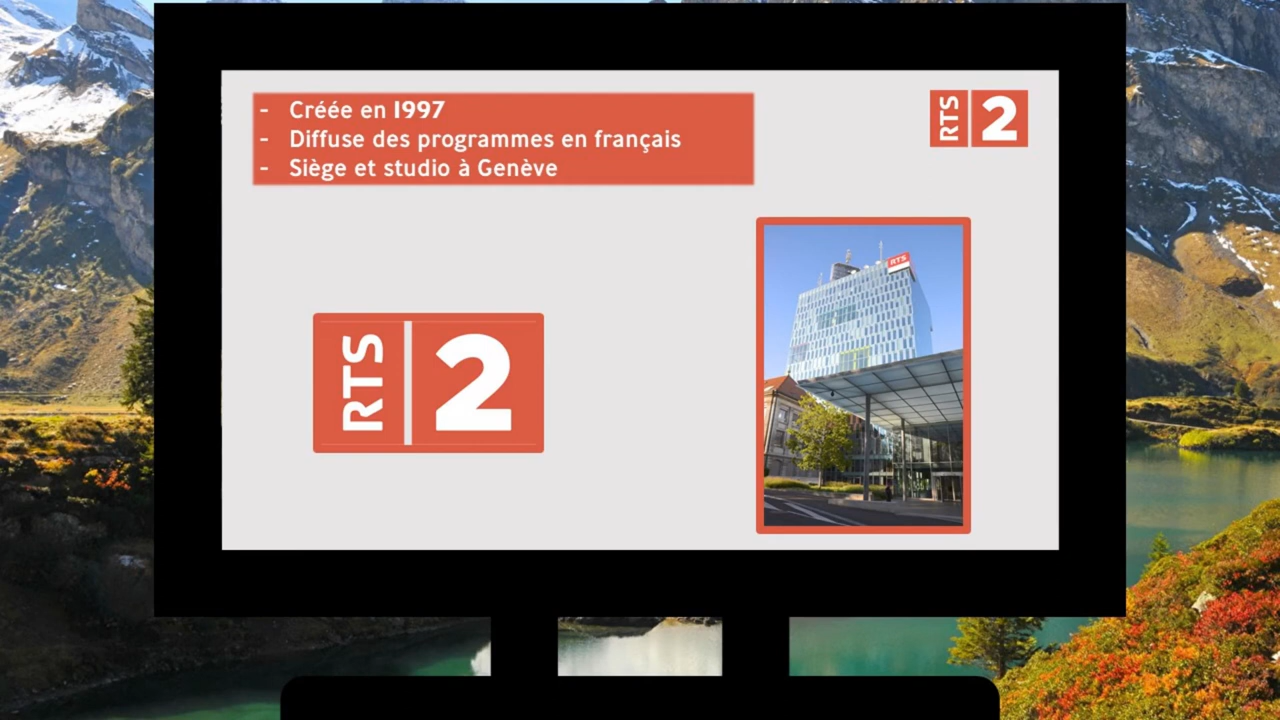 - Créée en 1997
- Diffuse des programmes en français
- Siège et studio à Genève
RTS 2
RTS 2
RTS